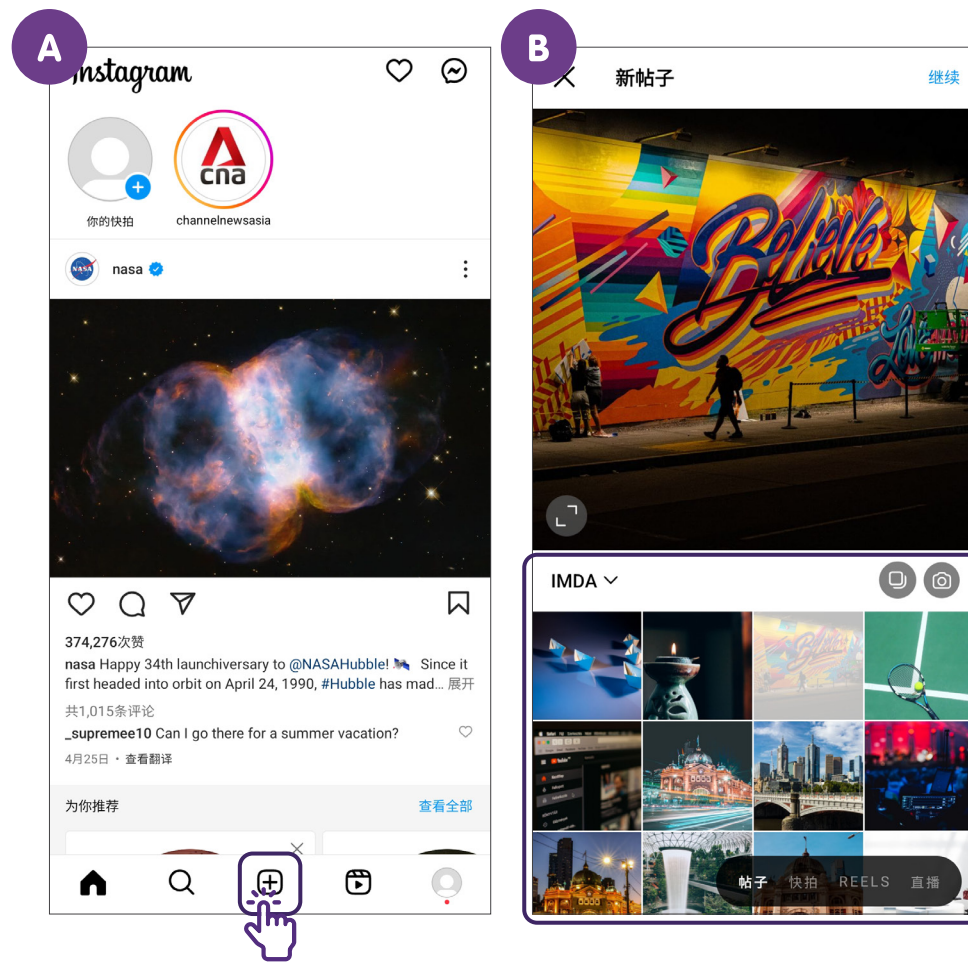 A
Instagram
cna
你的快拍
channelnewsasia
NASA
nasa
374,276次赞
nasa Happy 34th launchiversary to @NASAHubble! Since it
first headed into orbit on April 24, 1990, #Hubble has mad… 展开
共1,015条评论
_supremee10 Can I go there for a summer vacation?
4月25日 • 查看翻译
为你推荐
查看全部
B
新帖子
继续
Believe
Love
IMDA
帖子 快拍 REELS 直播